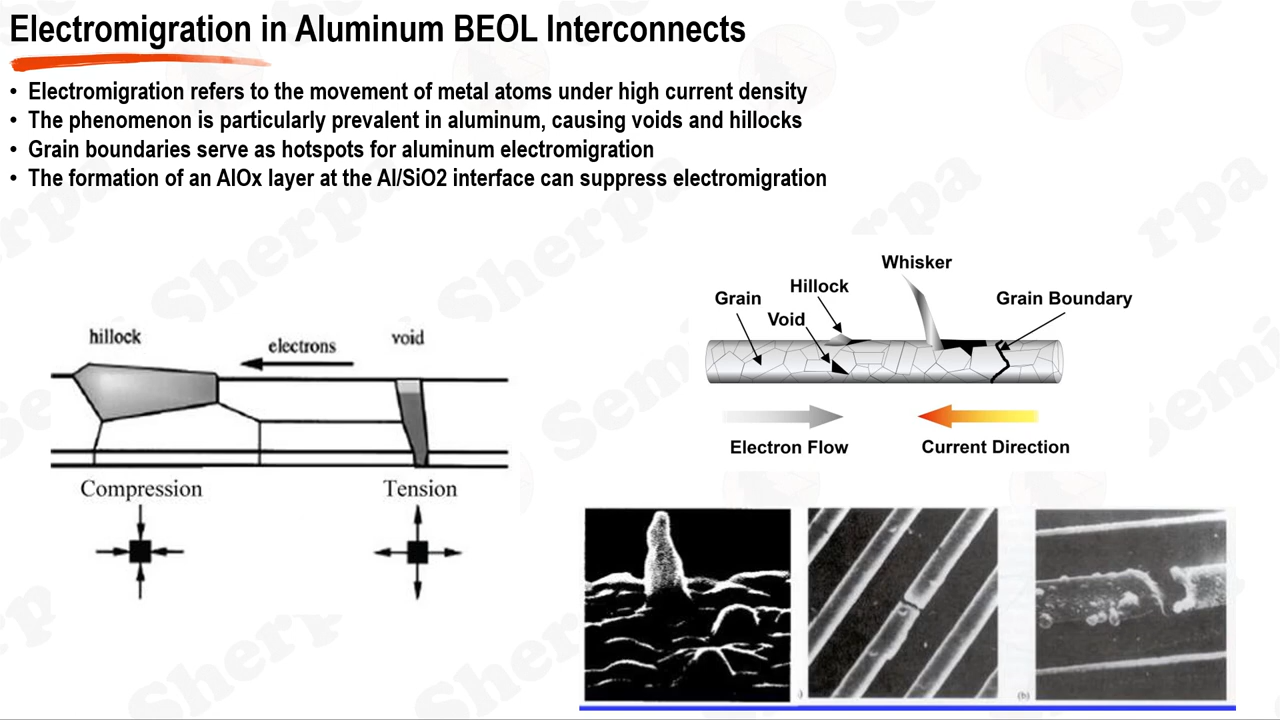 Electromigration in Aluminum BEOL Interconnects
• Electromigration refers to the movement of metal atoms under high current density
• The phenomenon is particularly prevalent in aluminum, causing voids and hillocks
• Grain boundaries serve as hotspots for aluminum electromigration
• The formation of an AlOx layer at the Al/SiO2 interface can suppress electromigration
hillock
electrons
void
Compression
Tension
Whisker
Hillock
Grain
Void
Grain Boundary
Electron Flow
Current Direction
(b)
Semi Sherpa